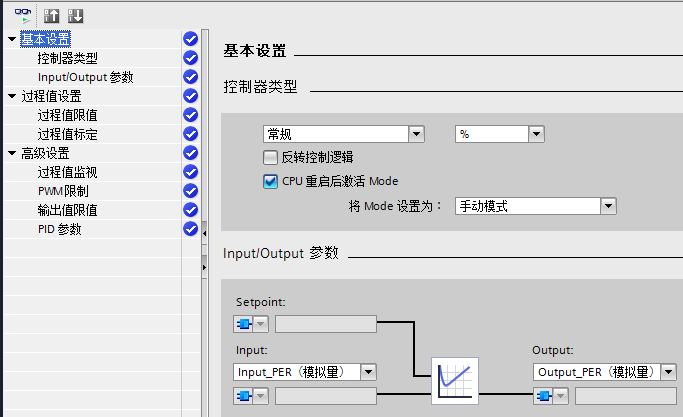 基本设置
控制器类型
Input/Output 参数
过程值设置
过程值限值
过程值标定
高级设置
过程值监视
PWM 限制
输出值限值
PID 参数
基本设置
控制器类型
常规
%
反转控制逻辑
CPU 重启后激活 Mode
将 Mode 设置为：
手动模式
Input/Output 参数
Setpoint:
Input:
Input_PER（模拟量）
Output:
Output_PER（模拟量）